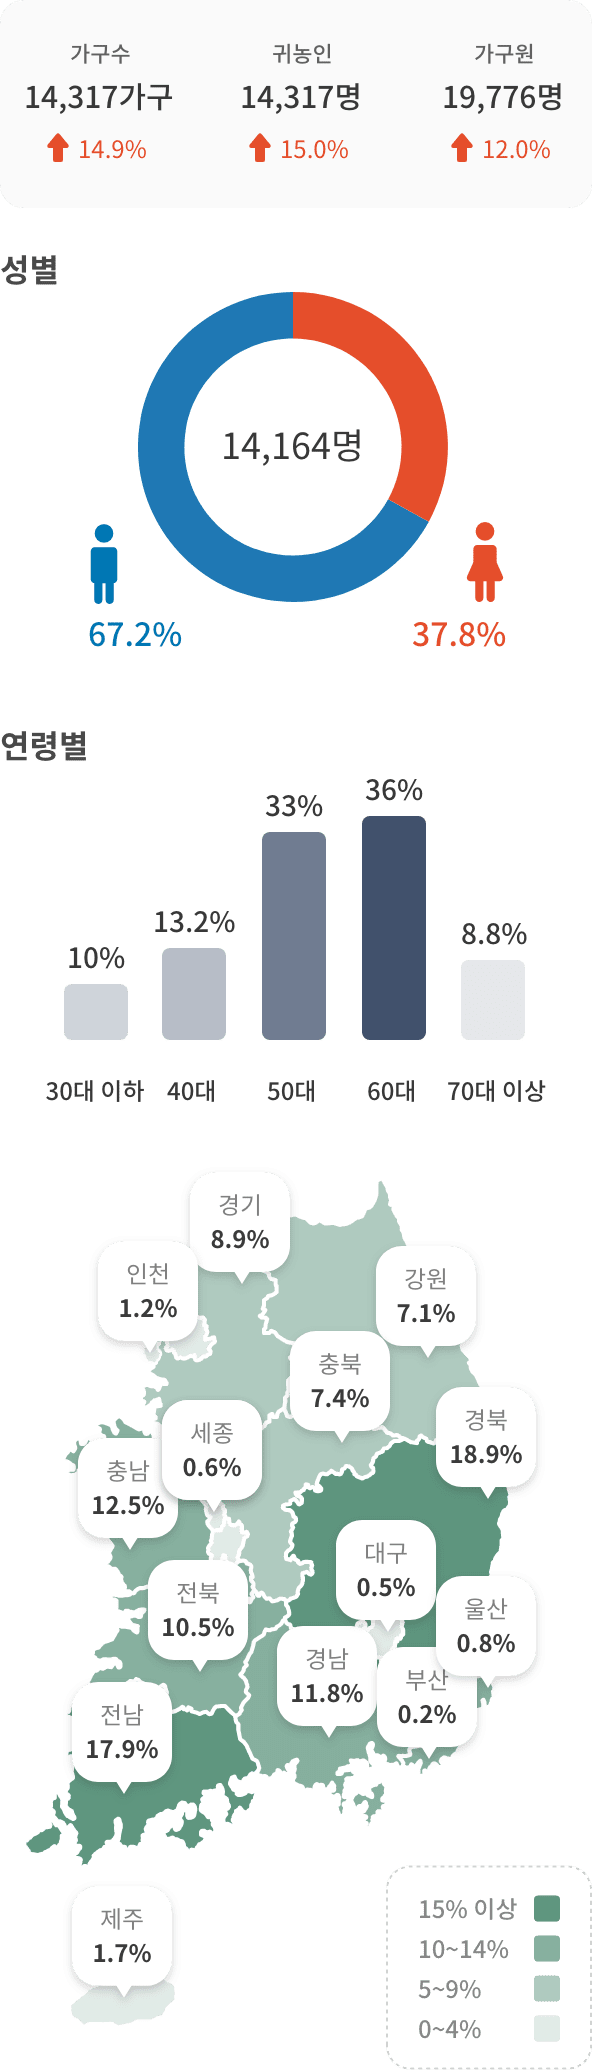 가구수 귀농인 가구원
14,317가구 14,317명 19,776명
14.9% 15.0% 12.0%
성별
14,164명
67.2% 37.8%
연령별
36%
33%
13.2%
8.8%
10%
30대 이하 40대 50대 60대 70대 이상
경기
8.9%
인천
1.2%
강원
7.1%
충북
7.4%
경북
18.9%
세종
0.6%
충남
12.5%
대구
0.5%
전북
10.5%
울산
0.8%
경남
11.8%
부산
0.2%
전남
17.9%
제주
1.7%
15% 이상
10~14%
5~9%
0~4%